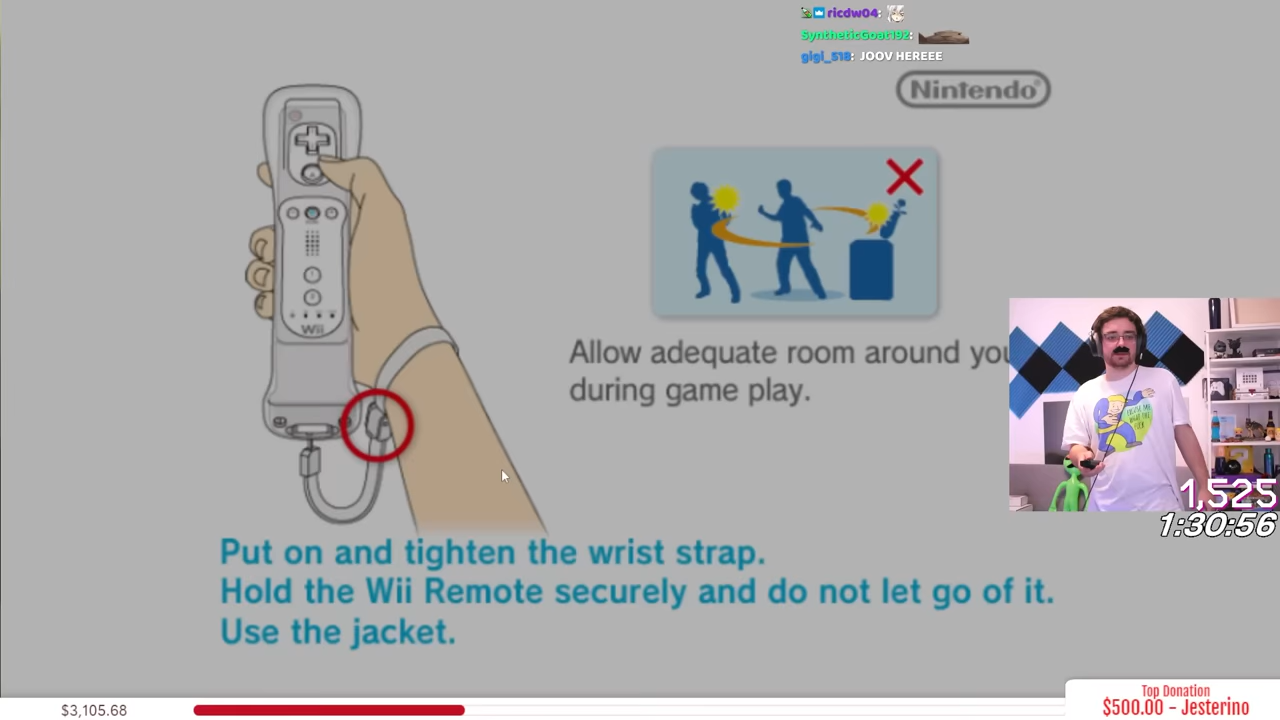 ricdw04:
SyntheticGoat192:
gigi_518: JOOV HEREEE
Nintendo®
Wii
Allow adequate room around you
during game play.
Put on and tighten the wrist strap.
Hold the Wii Remote securely and do not let go of it.
Use the jacket.
1,525
1:30:56
$3,105.68
Top Donation
$500.00 - Jesterino